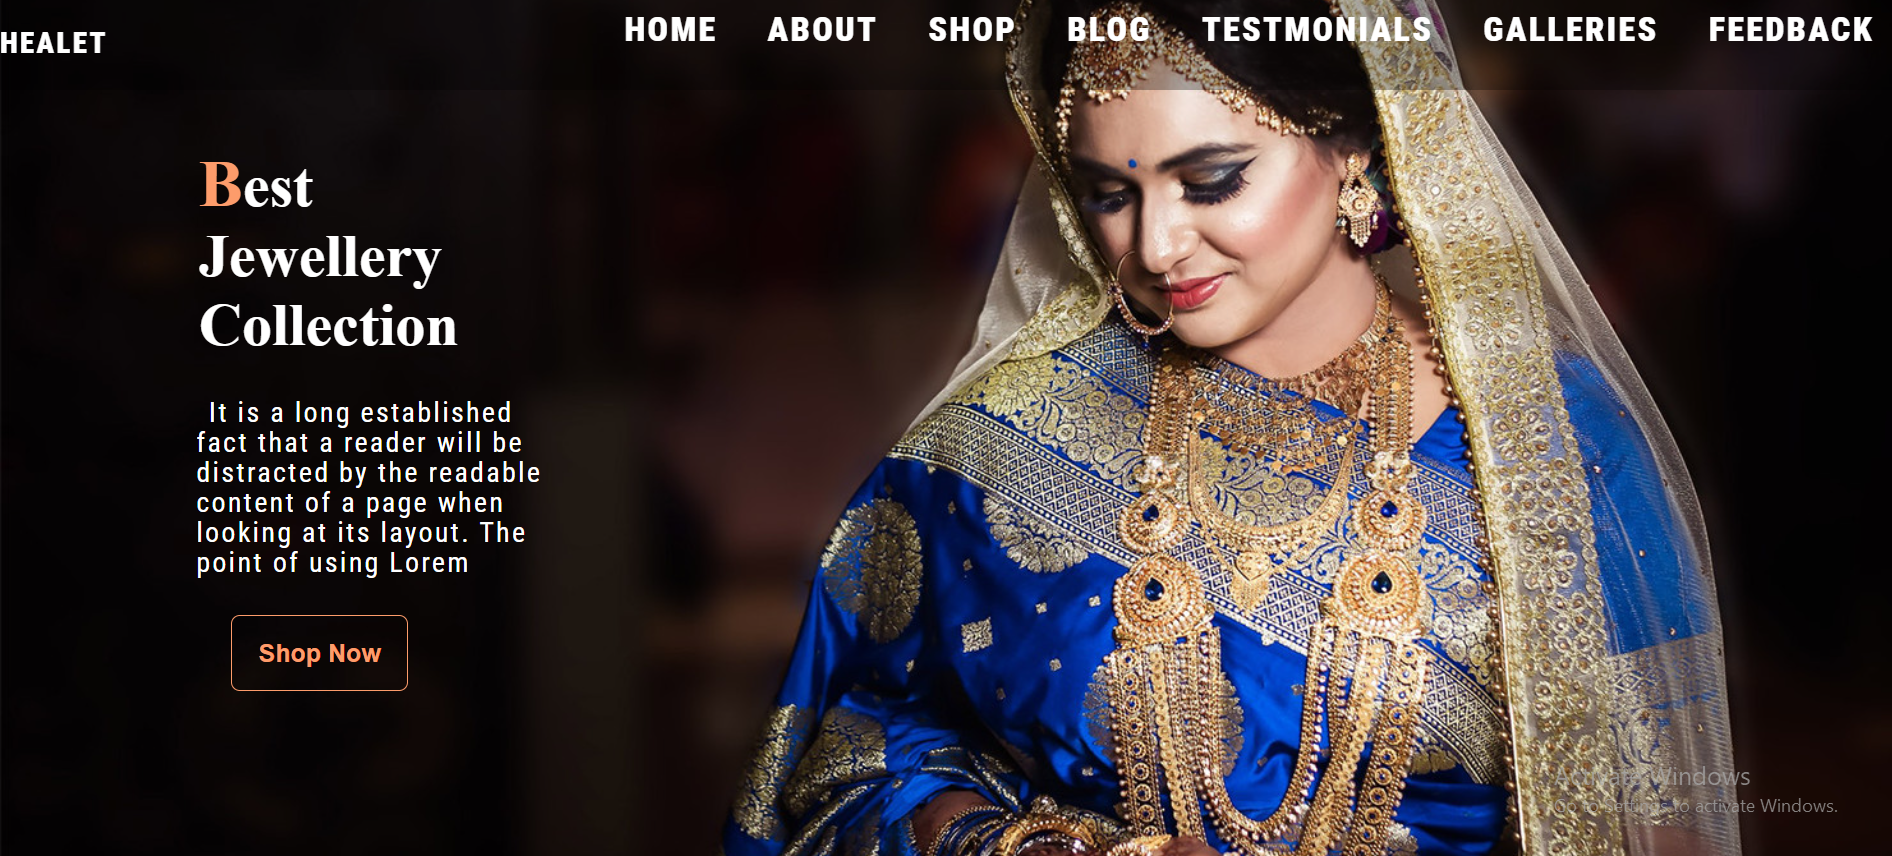 HEALET
HOME ABOUT SHOP BLOG TESTMONIALS GALLERIES FEEDBACK
Best
Jewellery
Collection
It is a long established
fact that a reader will be
distracted by the readable
content of a page when
looking at its layout. The
point of using Lorem
Shop Now
Activate Windows
Go to Settings to activate Windows.